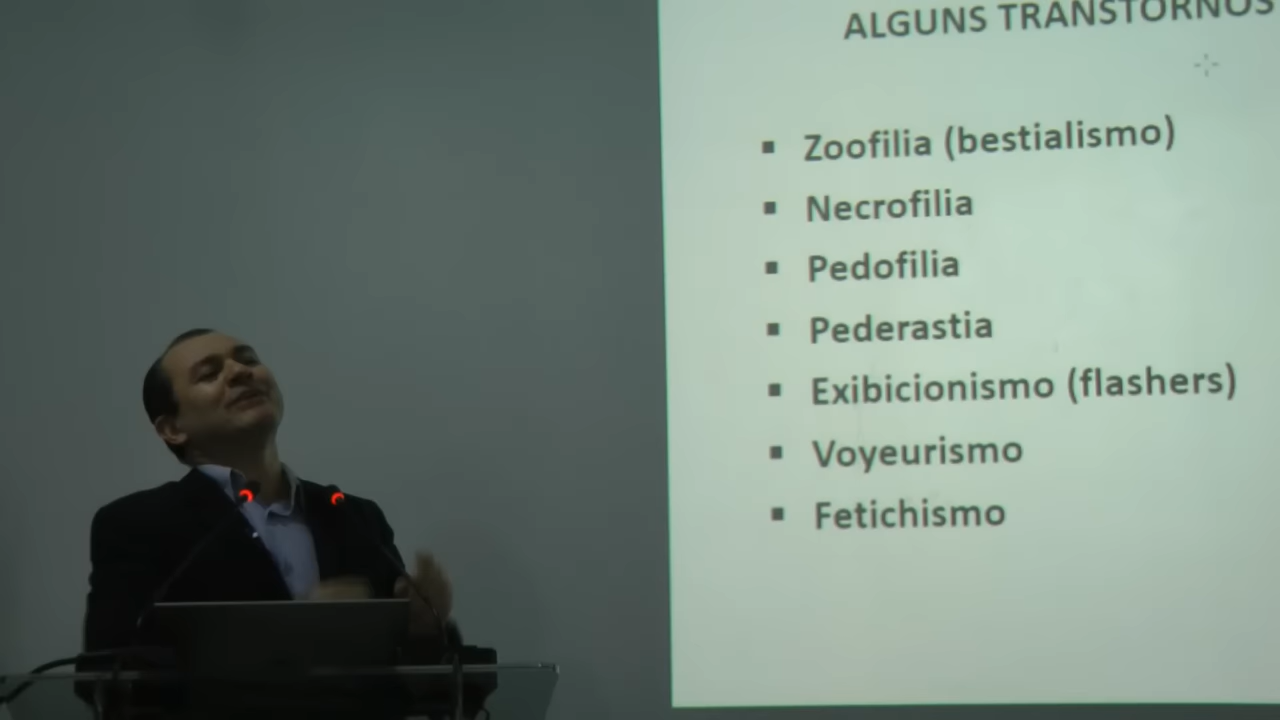 ALGUNS TRANSTORNOS
Zoofilia (bestialismo)
Necrofilia
Pedofilia
Pederastia
Exibicionismo (flashers)
Voyeurismo
Fetichismo